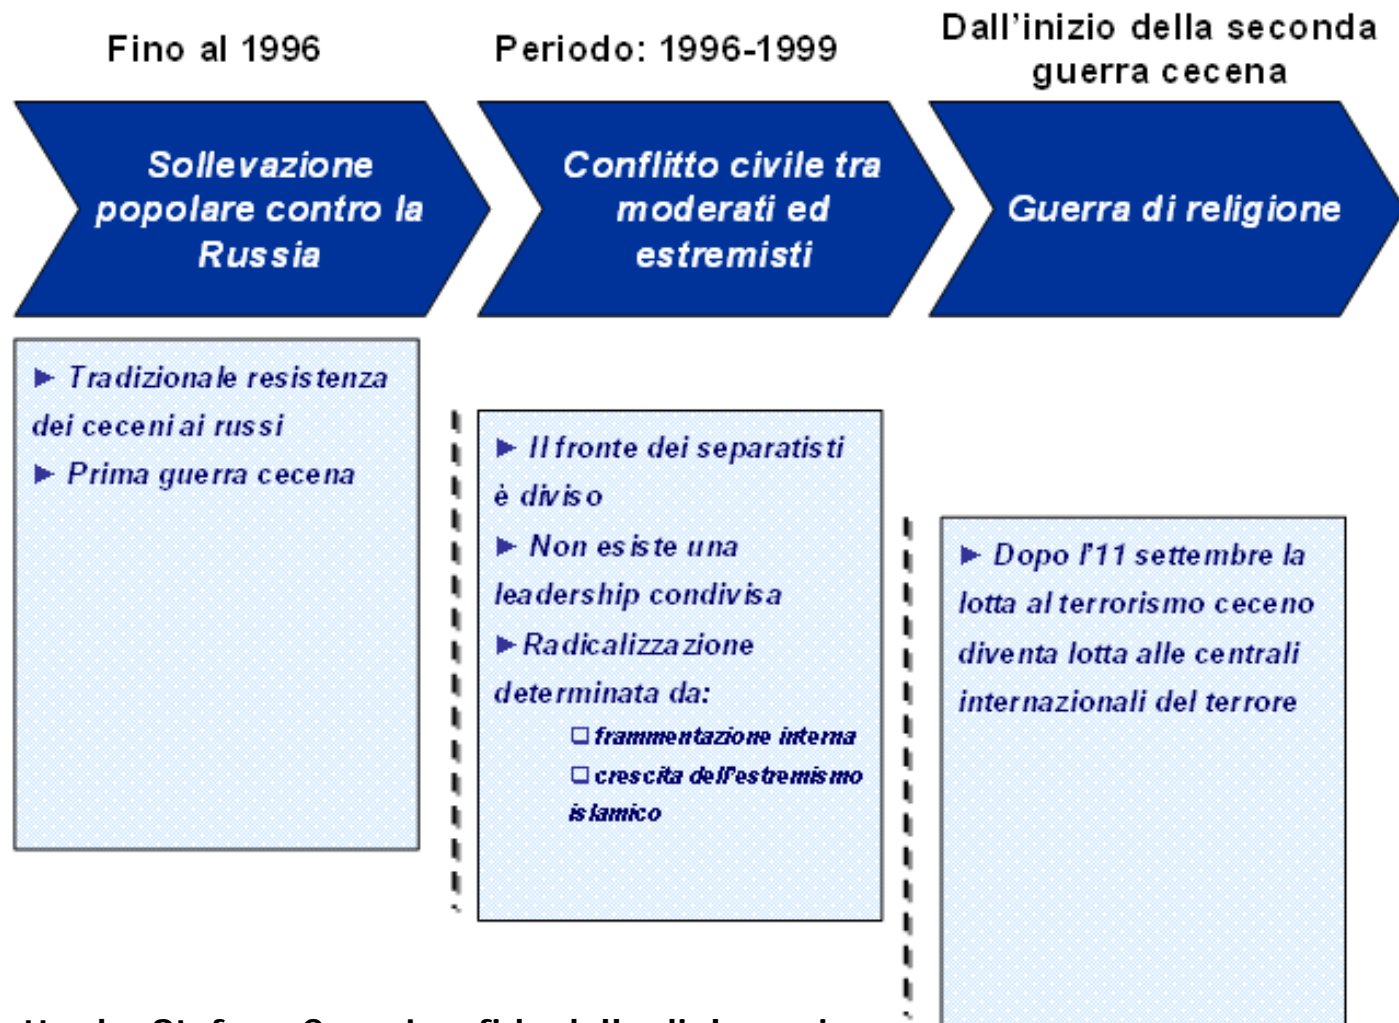 Fino al 1996
Periodo: 1996-1999
Dall'inizio della seconda
guerra cecena
Sollevazione
popolare contro la
Russia
Conflitto civile tra
moderati ed
estremisti
Guerra di religione
► Tradizionale resistenza
dei ceceni ai russi
► Prima guerra cecena
► Il fronte dei separatisti
è diviso
► Non esiste una
leadership condivisa
► Radicalizzazione
determinata da:
❑ frammentazione interna
❑ crescita dell'estremismo
islamico
► Dopo l'11 settembre la
lotta al terrorismo ceceno
diventa lotta alle centrali
internazionali del terrore